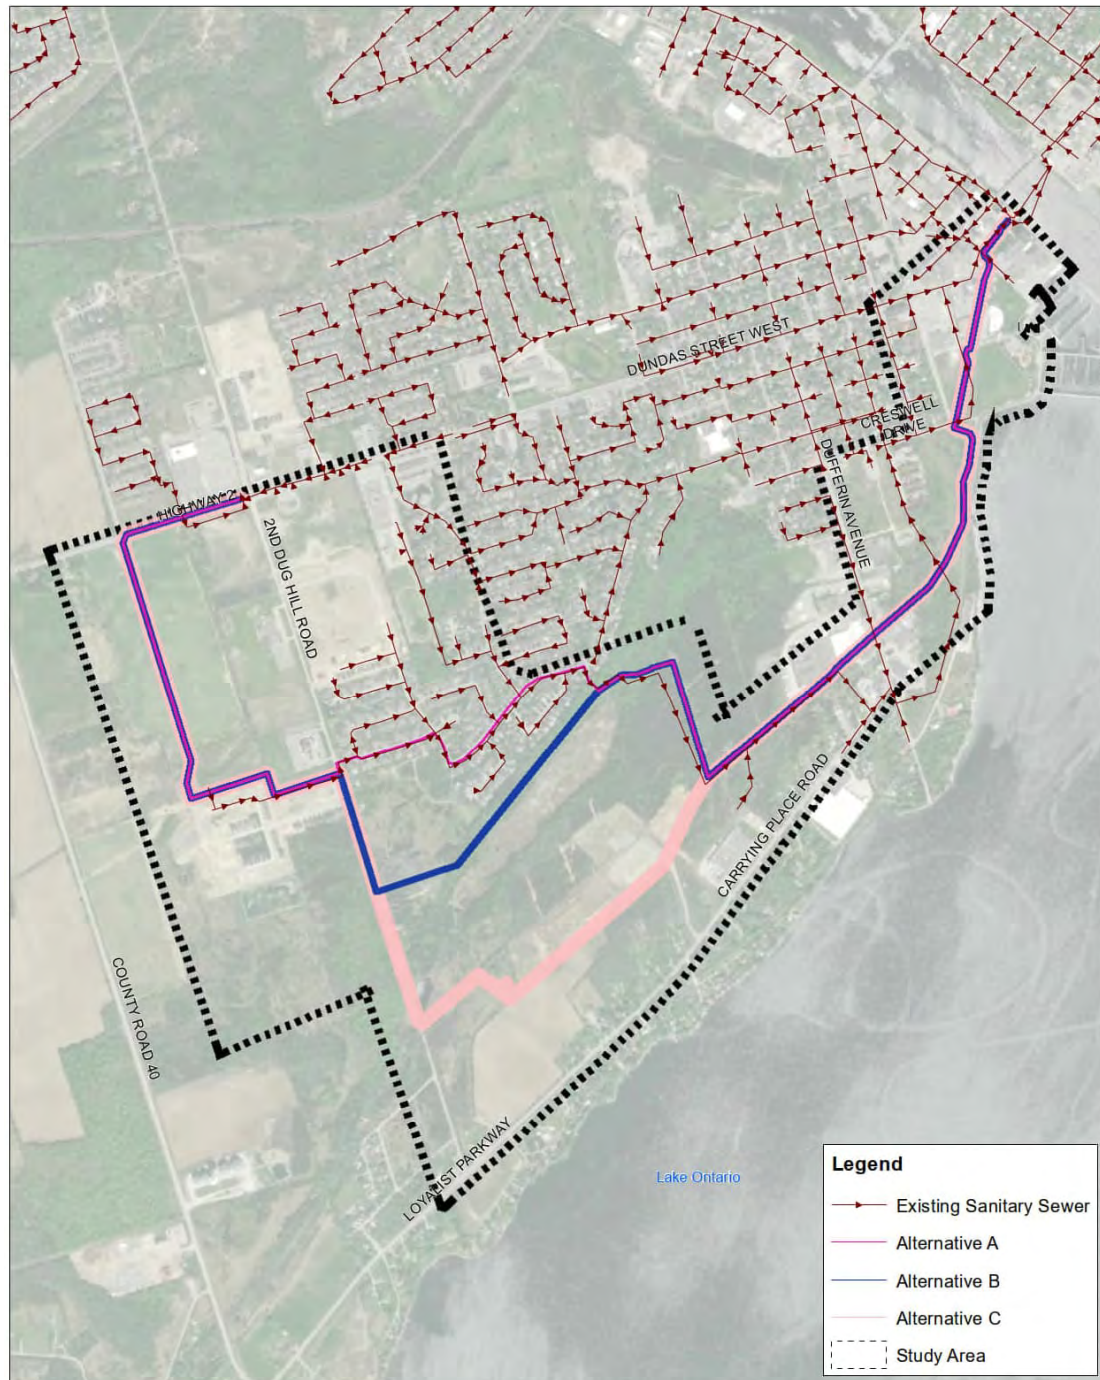 DUNDAS STREET WEST
CRESWELL
DRIVE
DUFFERIN AVENUE
HIGHWAY 2
2ND DUG HILL ROAD
CARRYING PLACE ROAD
COUNTY ROAD 40
LOYALIST PARKWAY
Lake Ontario
Legend
Existing Sanitary Sewer
Alternative A
Alternative B
Alternative C
Study Area